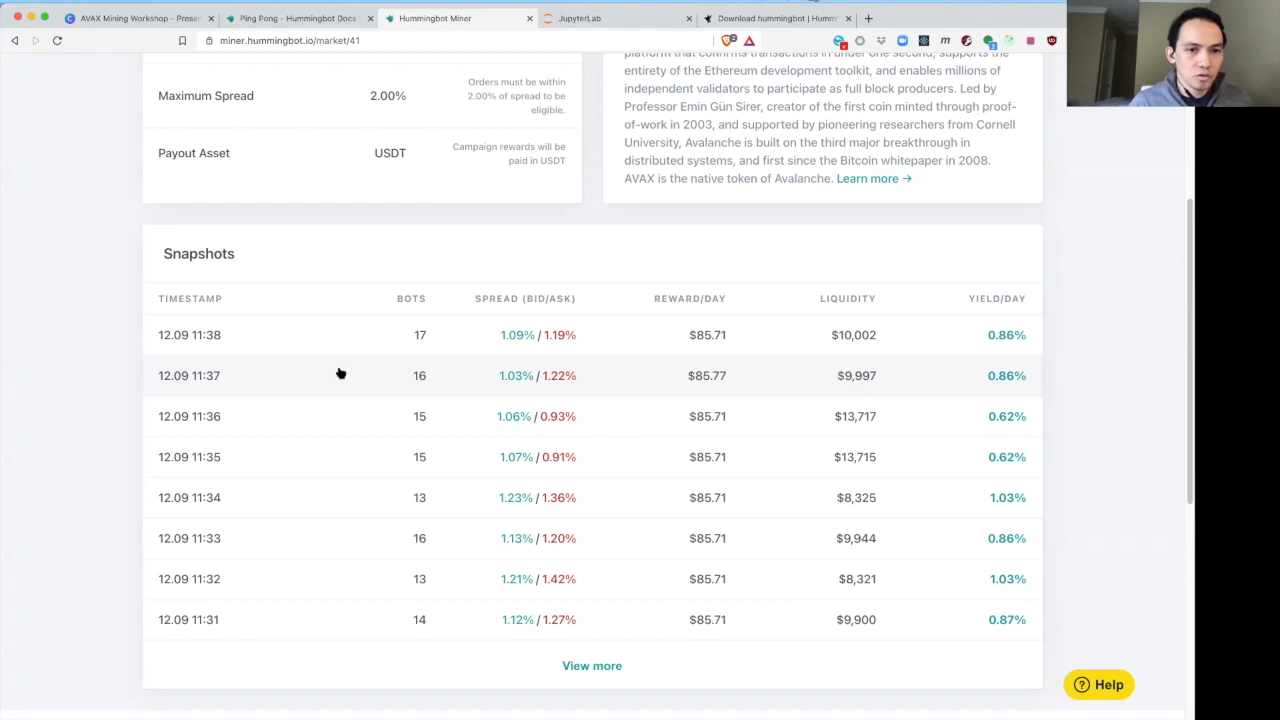 AVAX Mining Workshop - Present
Ping Pong - Hummingbot Docs
Hummingbot Miner
JupyterLab
Download hummingbot | Humm
miner.hummingbot.io/market/41
Maximum Spread
2.00%
Orders must be within
2.00% of spread to be
eligible.
Payout Asset
USDT
Campaign rewards will be
paid in USDT
platform that confirms transactions in under one second, supports the
entirety of the Ethereum development toolkit, and enables millions of
independent validators to participate as full block producers. Led by
Professor Emin Gün Sirer, creator of the first coin minted through proof-
of-work in 2003, and supported by pioneering researchers from Cornell
University, Avalanche is built on the third major breakthrough in
distributed systems, and first since the Bitcoin whitepaper in 2008.
AVAX is the native token of Avalanche. Learn more →
Snapshots
TIMESTAMP BOTS SPREAD (BID/ASK) REWARD/DAY LIQUIDITY YIELD/DAY
12.09 11:38 17 1.09% / 1.19% $85.71 $10,002 0.86%
12.09 11:37 16 1.03% / 1.22% $85.77 $9,997 0.86%
12.09 11:36 15 1.06% / 0.93% $85.71 $13,717 0.62%
12.09 11:35 15 1.07% / 0.91% $85.71 $13,715 0.62%
12.09 11:34 13 1.23% / 1.36% $85.71 $8,325 1.03%
12.09 11:33 16 1.13% / 1.20% $85.71 $9,944 0.86%
12.09 11:32 13 1.21% / 1.42% $85.71 $8,321 1.03%
12.09 11:31 14 1.12% / 1.27% $85.71 $9,900 0.87%
View more
Help